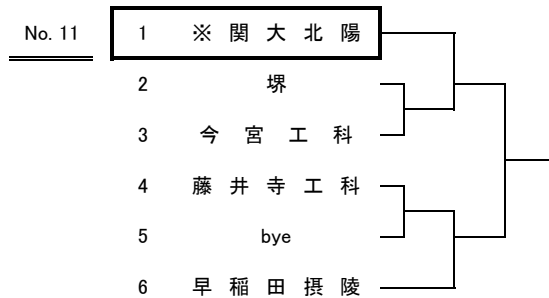 No. 11 1 ※ 関 大 北 陽
2 堺
3 今 宮 工 科
4 藤 井 寺 工 科
5 bye
6 早 稲 田 摂 陵